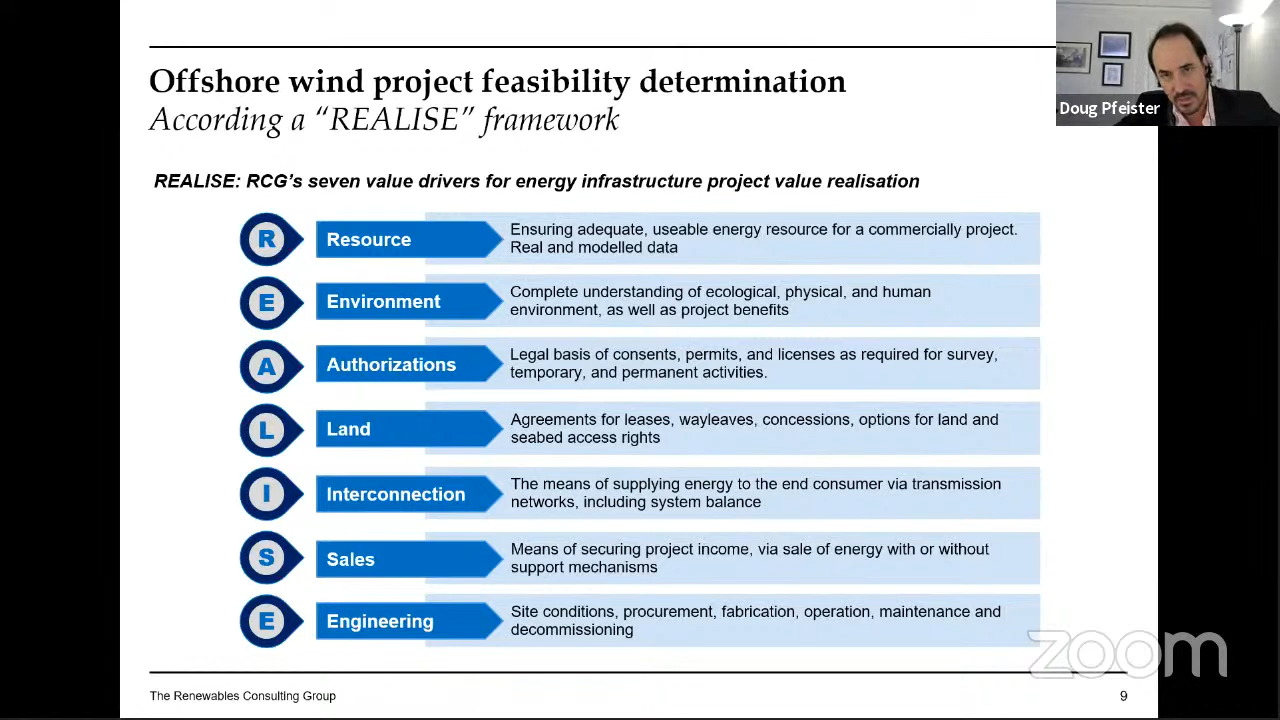 Offshore wind project feasibility determination
According a “REALISE” framework
Doug Pfeister
REALISE: RCG’s seven value drivers for energy infrastructure project value realisation
R
Resource
Ensuring adequate, useable energy resource for a commercially project.
Real and modelled data
E
Environment
Complete understanding of ecological, physical, and human
environment, as well as project benefits
A
Authorizations
Legal basis of consents, permits, and licenses as required for survey,
temporary, and permanent activities.
L
Land
Agreements for leases, wayleaves, concessions, options for land and
seabed access rights
I
Interconnection
The means of supplying energy to the end consumer via transmission
networks, including system balance
S
Sales
Means of securing project income, via sale of energy with or without
support mechanisms
E
Engineering
Site conditions, procurement, fabrication, operation, maintenance and
decommissioning
zoom
The Renewables Consulting Group
9